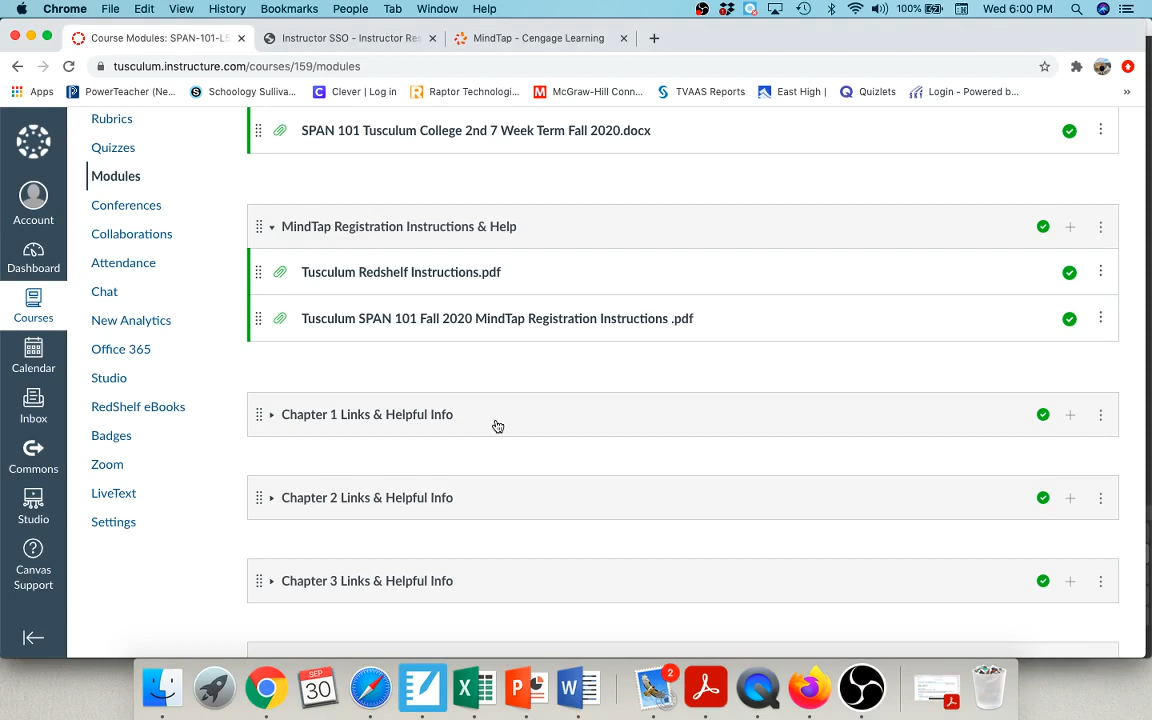 Chrome File Edit View History Bookmarks People Tab Window Help 100% Wed 6:00 PM
Course Modules: SPAN-101-LE Instructor SSO - Instructor Res MindTap - Cengage Learning
tusculum.instructure.com/courses/159/modules
Apps PowerTeacher (Ne... Schoology Sulliva... Clever | Log in Raptor Technologi... McGraw-Hill Conn... TVAAS Reports East High | Quizlets Login - Powered b... »
Account
Dashboard
Courses
Calendar
Inbox
Commons
Studio
Canvas
Support
Rubrics
Quizzes
Modules
Conferences
Collaborations
Attendance
Chat
New Analytics
Office 365
Studio
RedShelf eBooks
Badges
Zoom
LiveText
Settings
SPAN 101 Tusculum College 2nd 7 Week Term Fall 2020.docx
MindTap Registration Instructions & Help
Tusculum Redshelf Instructions.pdf
Tusculum SPAN 101 Fall 2020 MindTap Registration Instructions .pdf
Chapter 1 Links & Helpful Info
Chapter 2 Links & Helpful Info
Chapter 3 Links & Helpful Info
SEP
30
X
P
W
2